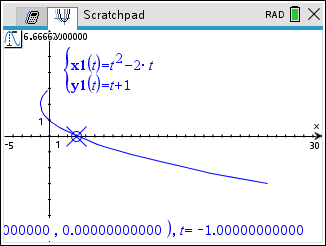 Scratchpad RAD
6.66666000000
x1(t)=t²−2·t
y1(t)=t+1
1
x
-5 1 30
000000 , 0.00000000000 ), t= -1.00000000000